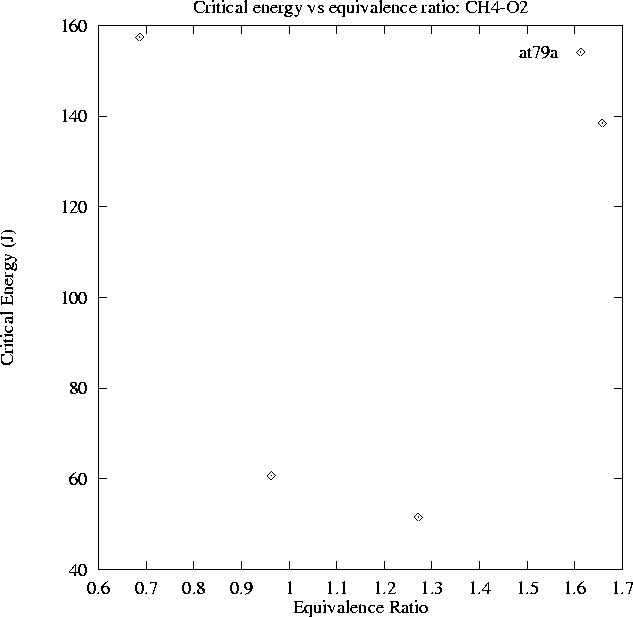 Critical energy vs equivalence ratio: CH4-O2
160
at79a
140
120
100
80
60
40
Critical Energy (J)
0.6 0.7 0.8 0.9 1 1.1 1.2 1.3 1.4 1.5 1.6 1.7
Equivalence Ratio